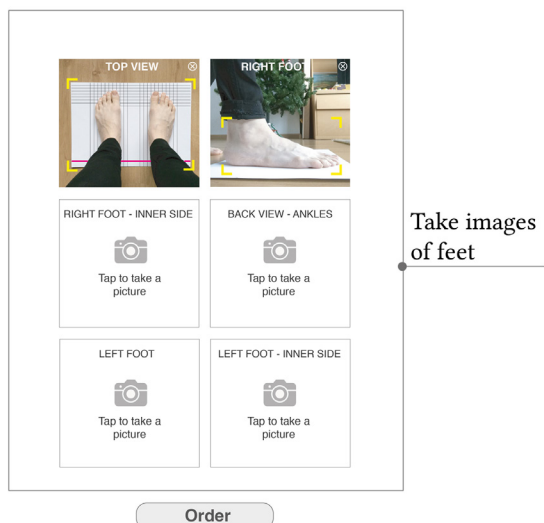 TOP VIEW
RIGHT FOOT
RIGHT FOOT - INNER SIDE
BACK VIEW - ANKLES
Tap to take a
picture
Tap to take a
picture
LEFT FOOT
LEFT FOOT - INNER SIDE
Tap to take a
picture
Tap to take a
picture
Take images
of feet
Order